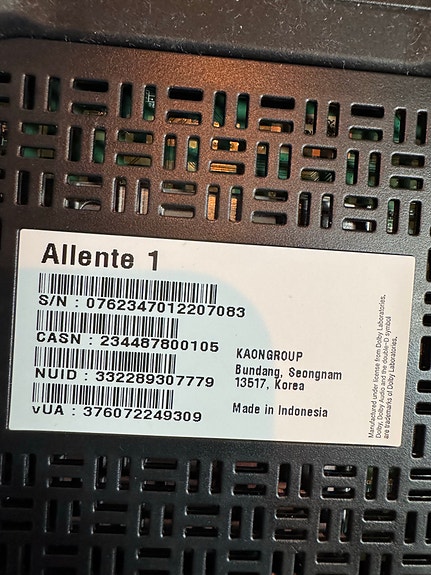 Allente 1
S/N : 0762347012207083
CASN : 234487800105
NUID : 332289307779
vUA : 376072249309
KAONGROUP
Bundang, Seongnam
13517, Korea
Made in Indonesia
Manufactured under license from Dolby Laboratories.
Dolby, Dolby Audio and the double-D symbol
are trademarks of Dolby Laboratories.